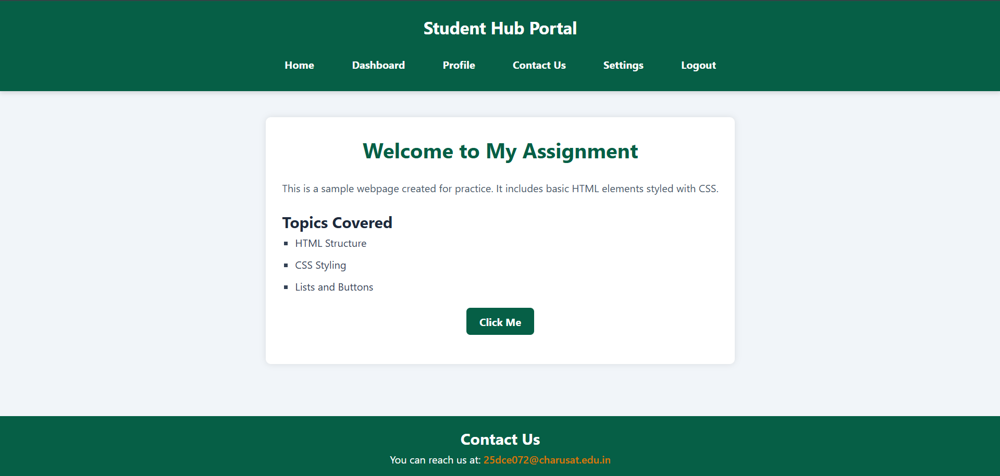 Student Hub Portal
Home Dashboard Profile Contact Us Settings Logout
Welcome to My Assignment
This is a sample webpage created for practice. It includes basic HTML elements styled with CSS.
Topics Covered
HTML Structure
CSS Styling
Lists and Buttons
Click Me
Contact Us
You can reach us at: 25dce072@charusat.edu.in